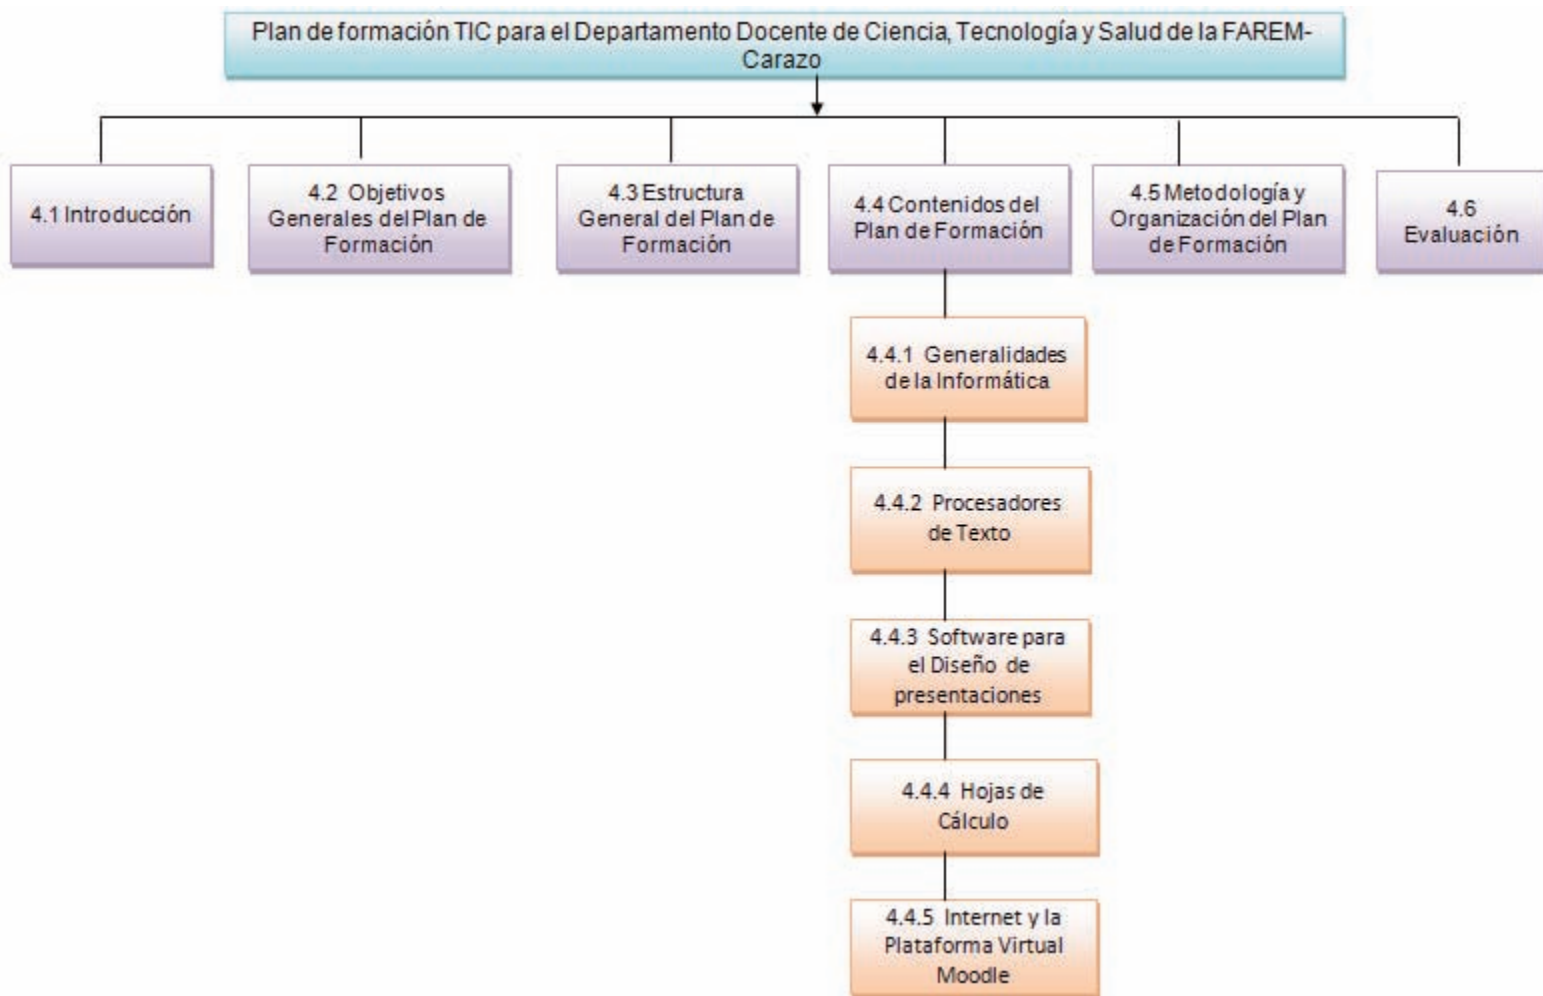 Plan de formación TIC para el Departamento Docente de Ciencia, Tecnología y Salud de la FAREM-
Carazo
4.1 Introducción
4.2 Objetivos
Generales del Plan de
Formación
4.3 Estructura
General del Plan de
Formación
4.4 Contenidos del
Plan de Formación
4.5 Metodología y
Organización del Plan
de Formación
4.6
Evaluación
4.4.1 Generalidades
de la Informática
4.4.2 Procesadores
de Texto
4.4.3 Software para
el Diseño de
presentaciones
4.4.4 Hojas de
Cálculo
4.4.5 Internet y la
Plataforma Virtual
Moodle